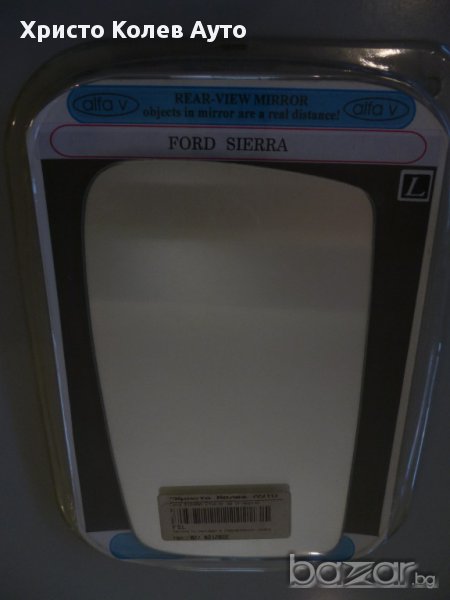 Христо Колев Ауто
alfa v REAR-VIEW MIRROR alfa v
objects in mirror are a real distance!
FORD SIERRA
L
bazar.bg